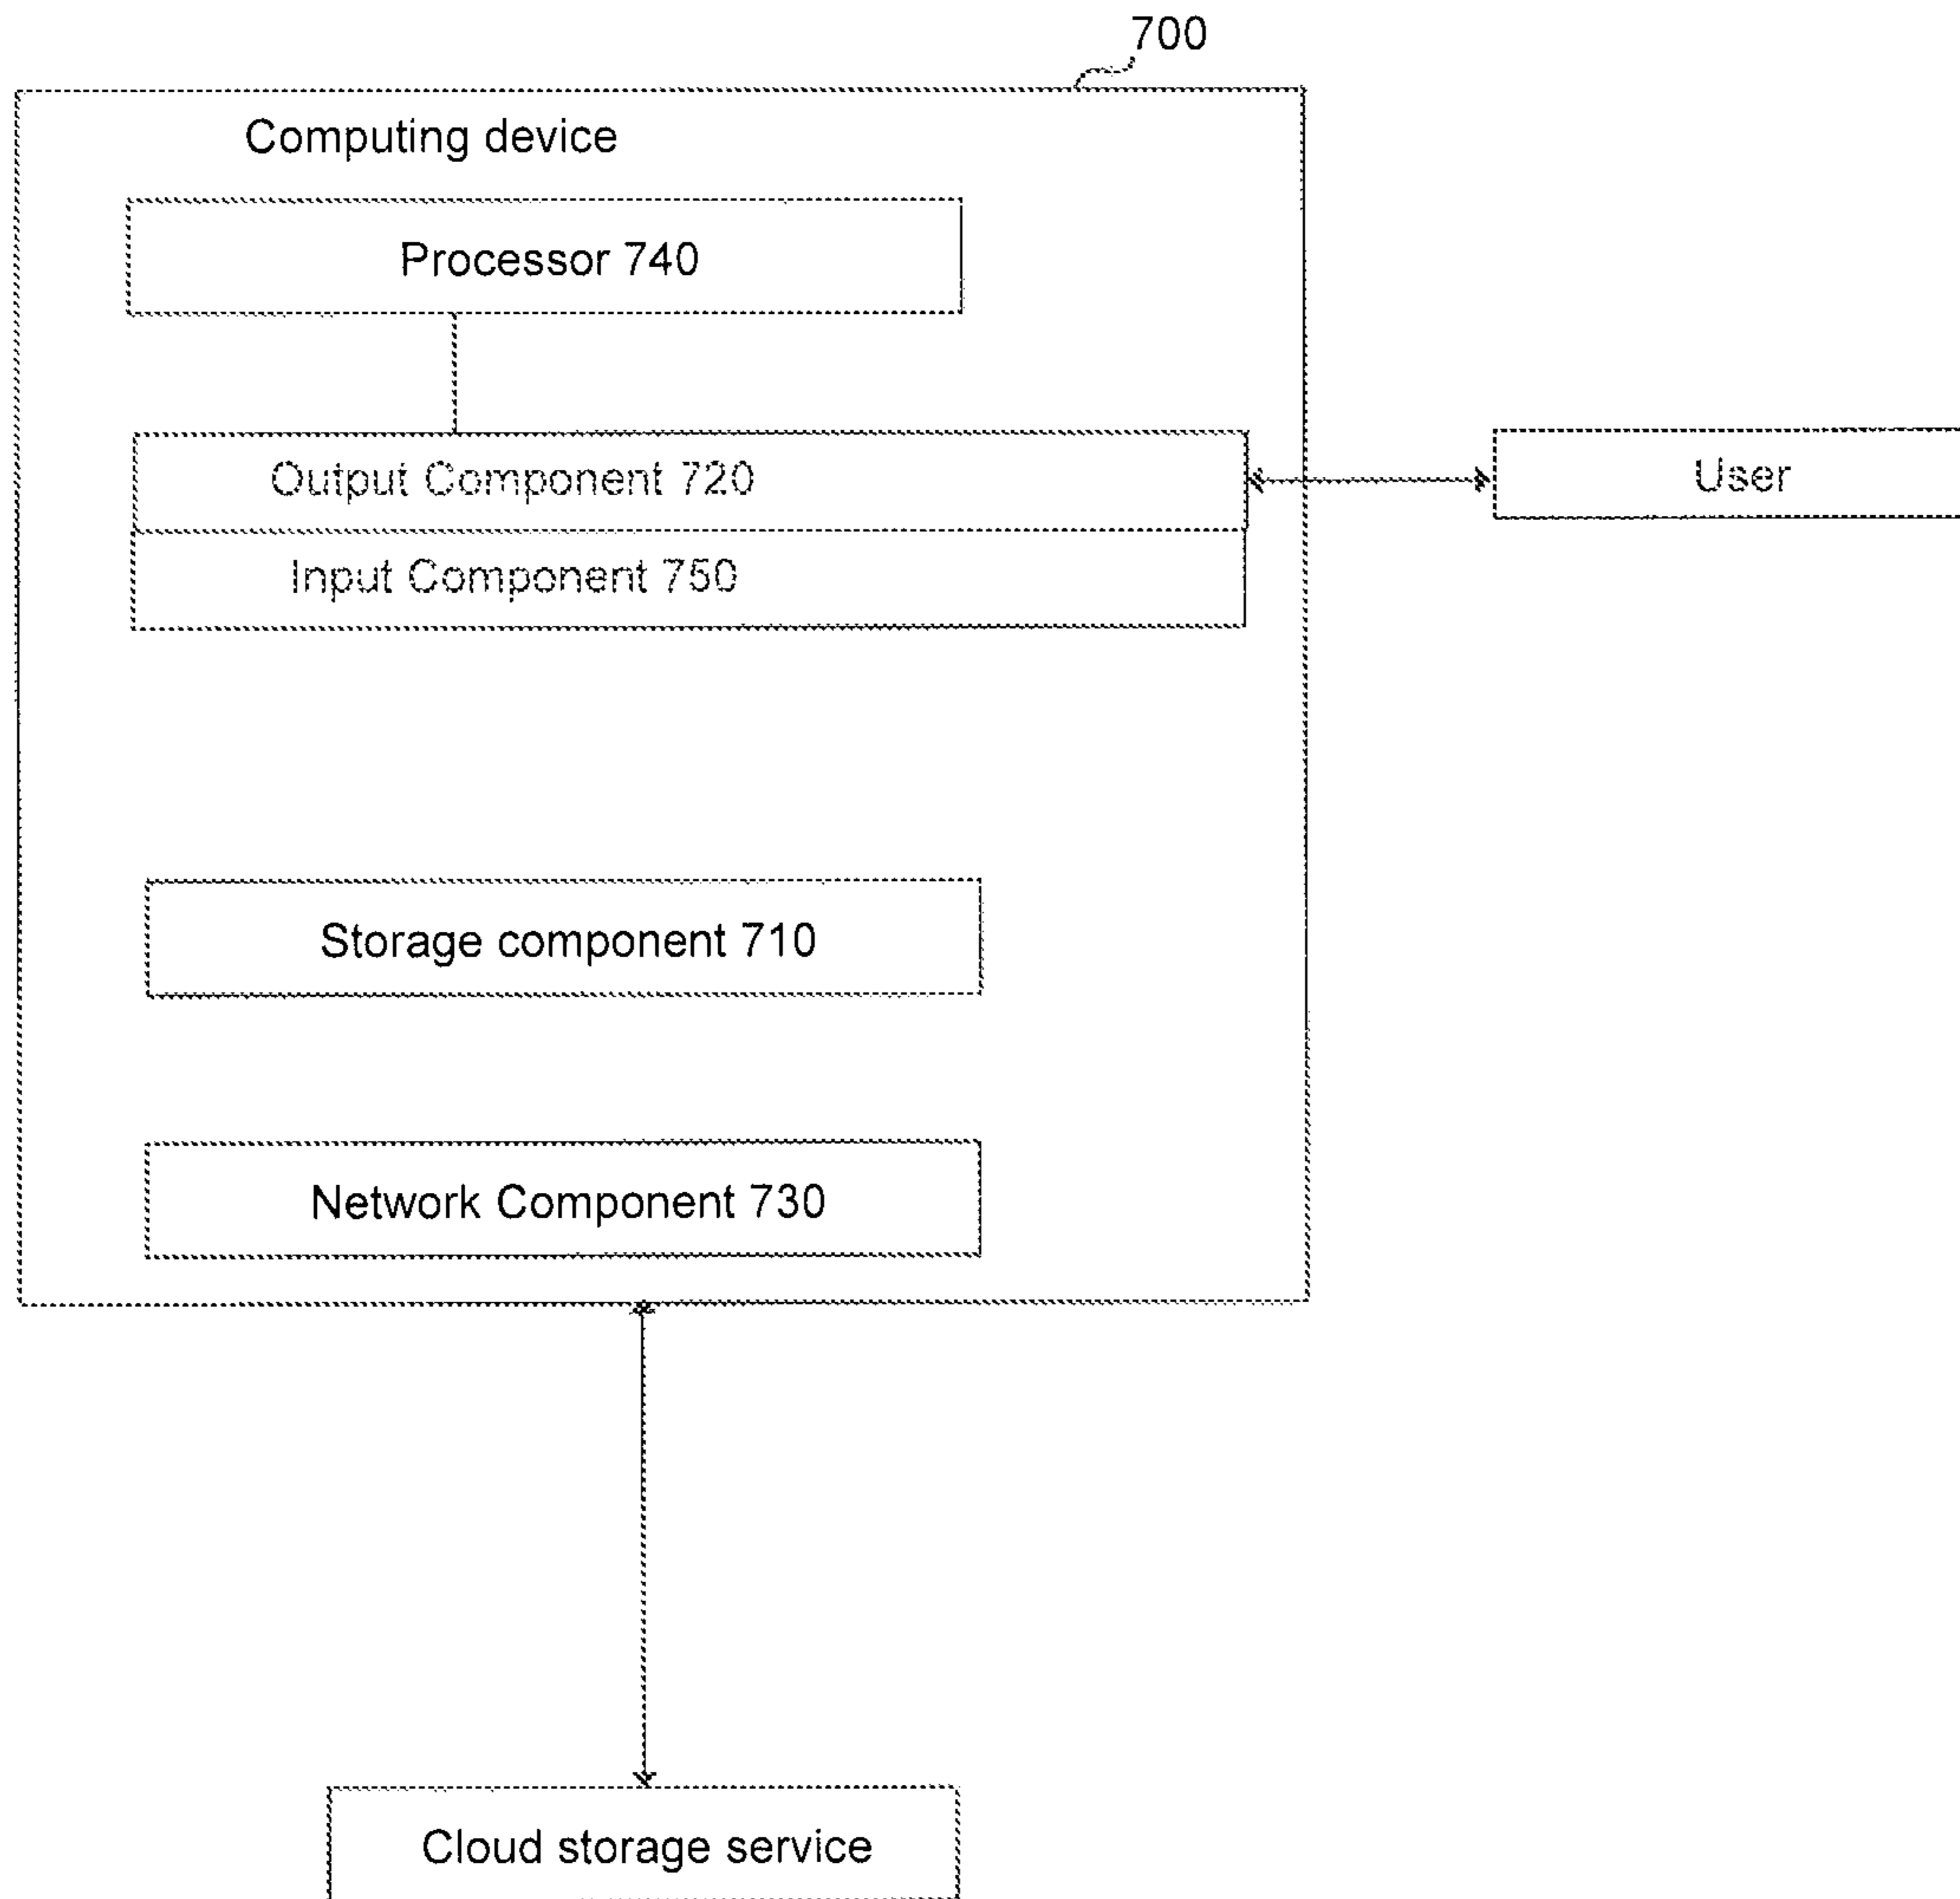 700
Computing device
Processor 740
Output Component 720
User
Input Component 750
Storage component 710
Network Component 730
Cloud storage service